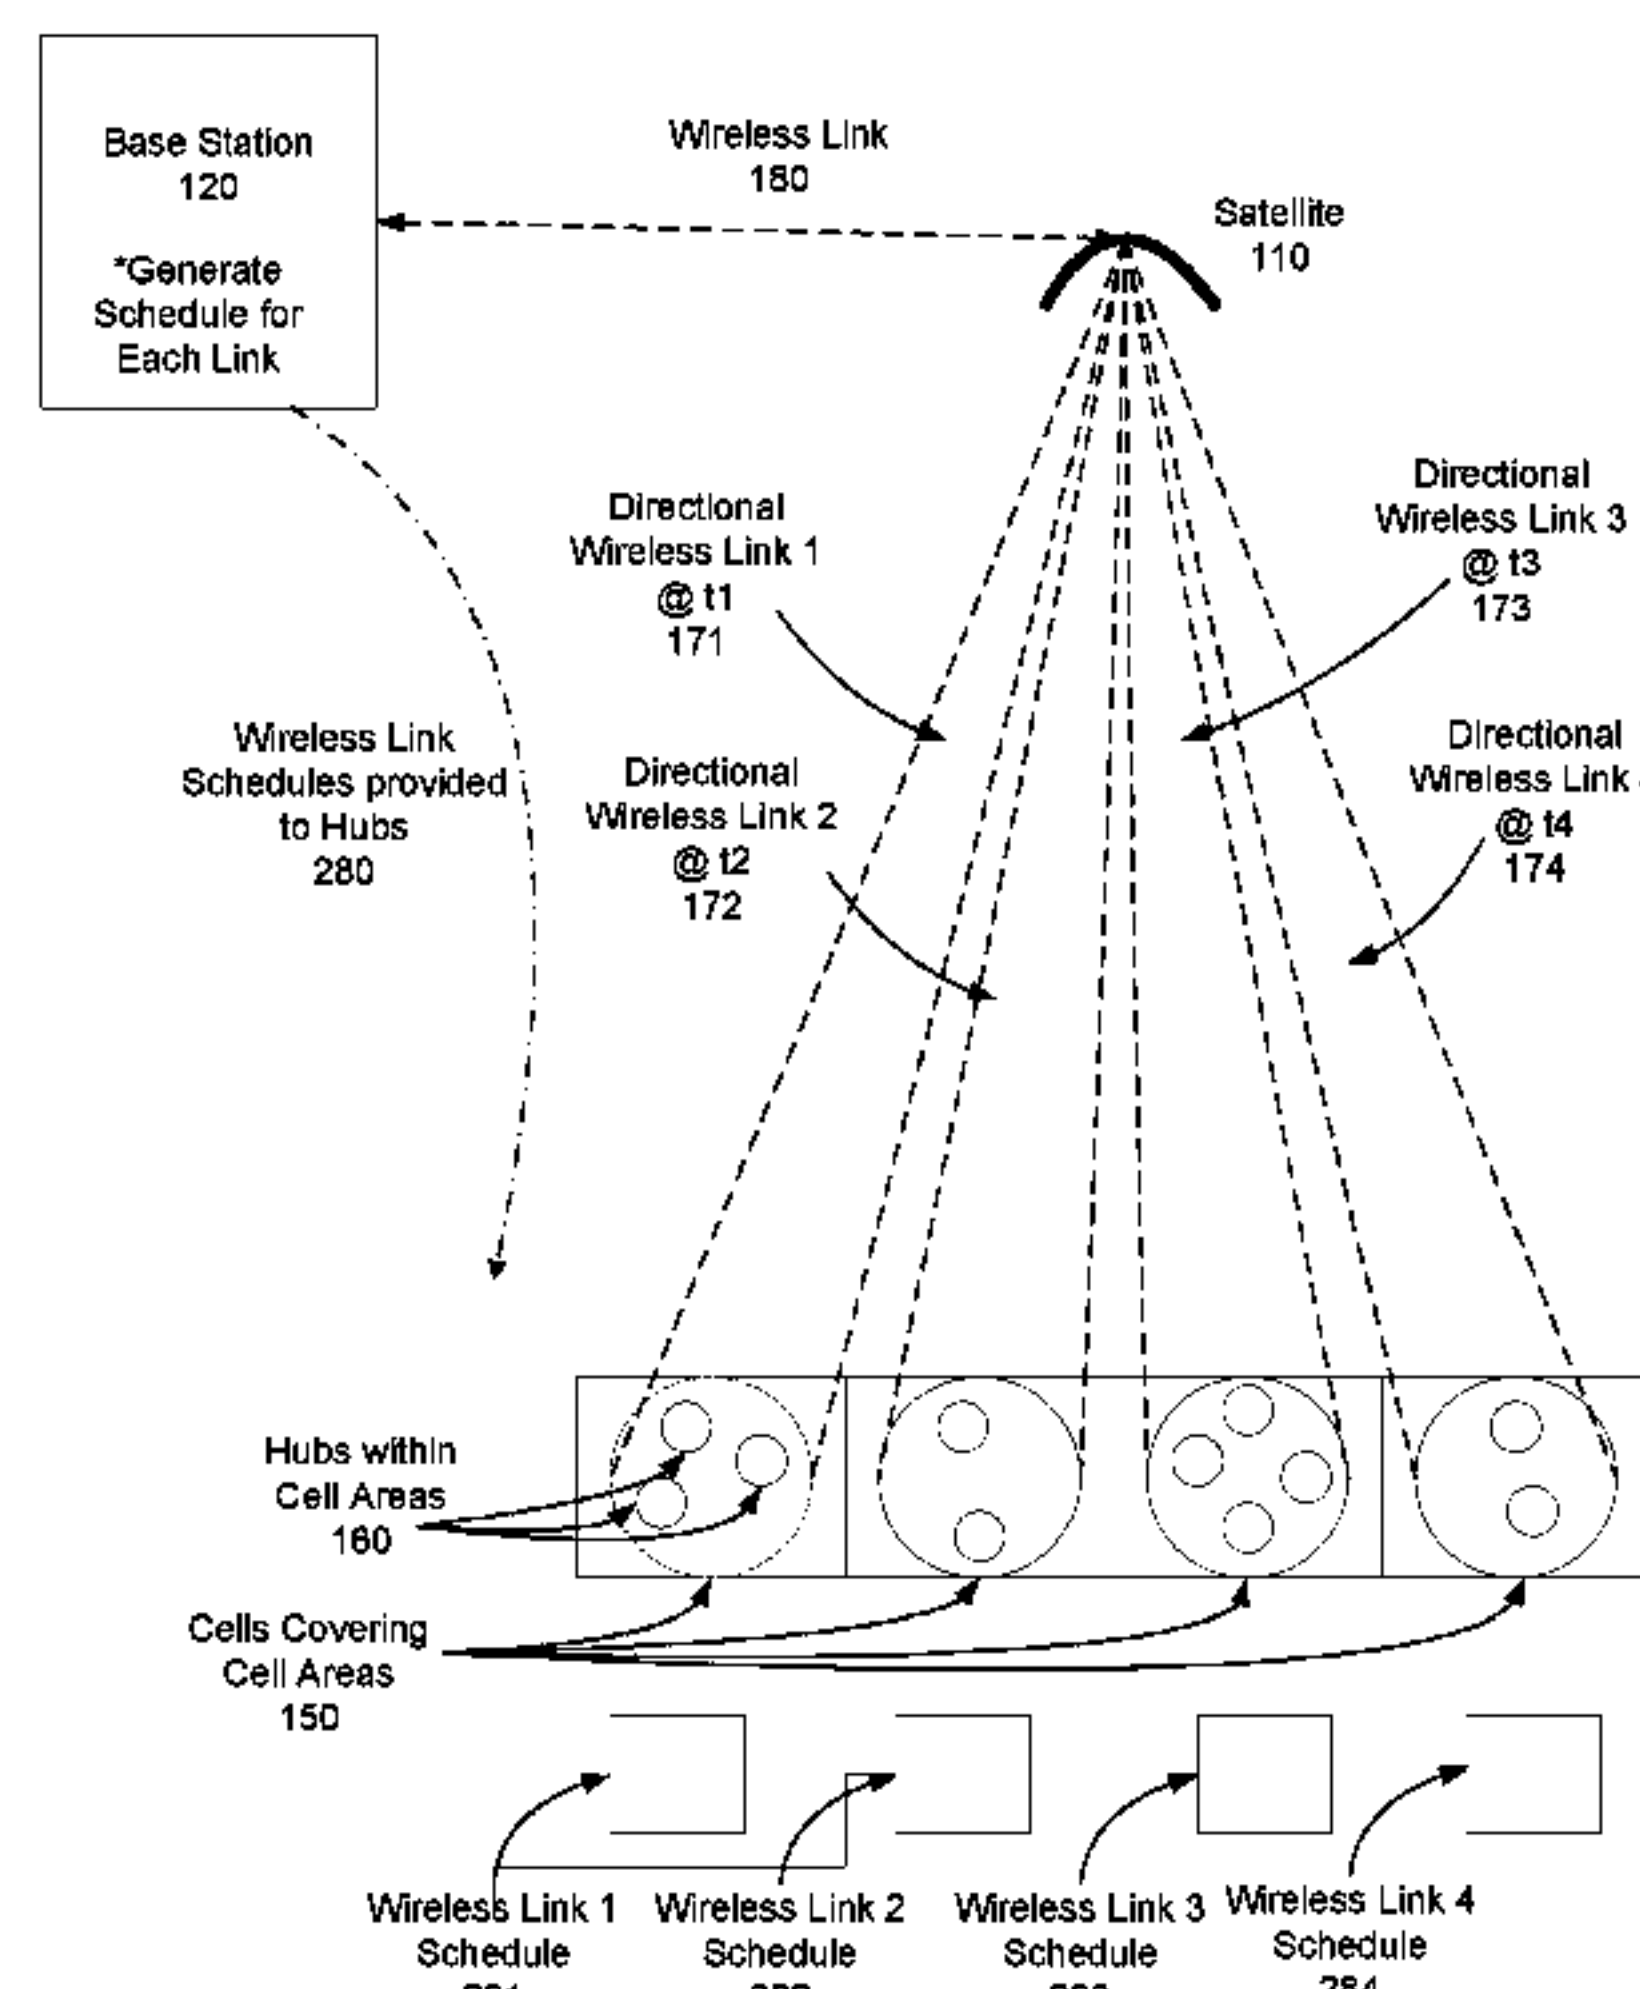 Base Station
120
*Generate
Schedule for
Each Link
Wireless Link
180
Satellite
110
Directional
Wireless Link 1
@ t1
171
Directional
Wireless Link 3
@ t3
173
Wireless Link
Schedules provided
to Hubs
280
Directional
Wireless Link 2
@ t2
172
Directional
Wireless Link
@ t4
174
Hubs within
Cell Areas
160
Cells Covering
Cell Areas
150
Wireless Link 1
Schedule
Wireless Link 2
Schedule
Wireless Link 3
Schedule
Wireless Link 4
Schedule
284